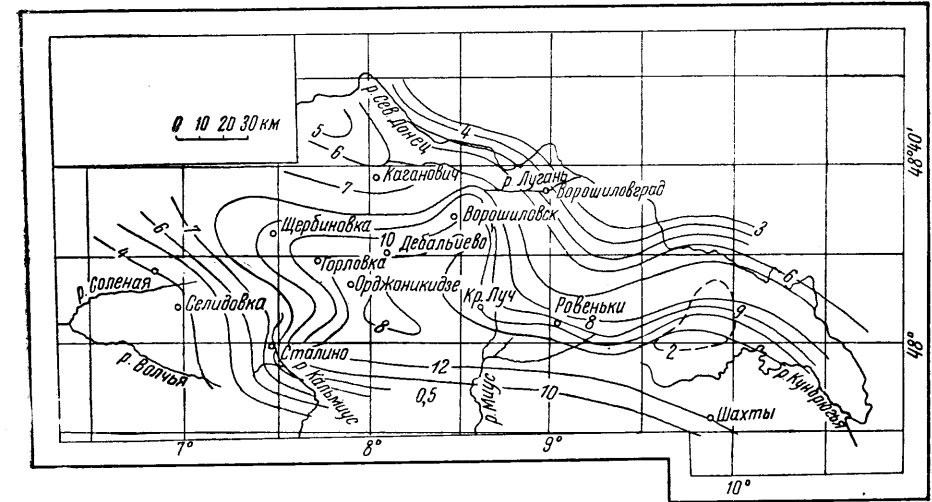 0 10 20 30 км
р. Сев. Донец
4
5
6
7
Каганович
р. Лугань
Ворошиловград
48°40'
Щербиновка
Ворошиловск
10
Дебальцево
Горловка
7
6
4
3
6
р. Соленая
Селидовка
Орджоникидзе
Кр. Луч
Ровеньки
8
8
9
2
48°
Сталино
р. Волчья
р. Кальмиус
12
0,5
10
р. Миус
р. Кундрючья
Шахты
7°
8°
9°
10°